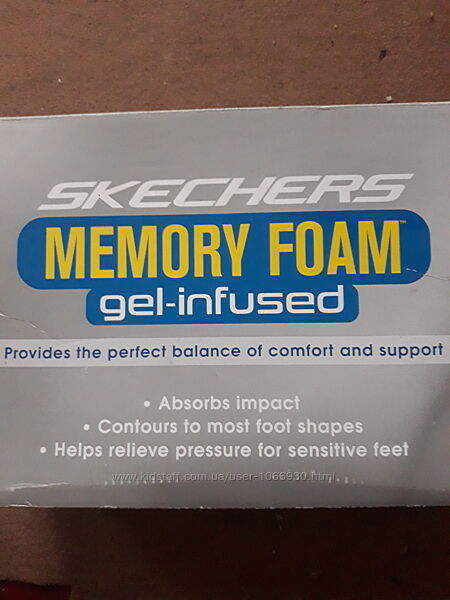 SKECHERS
MEMORY FOAM™
gel-infused
Provides the perfect balance of comfort and support
• Absorbs impact
• Contours to most foot shapes
• Helps relieve pressure for sensitive feet
www.kidstaff.com.ua/user-1066930.html